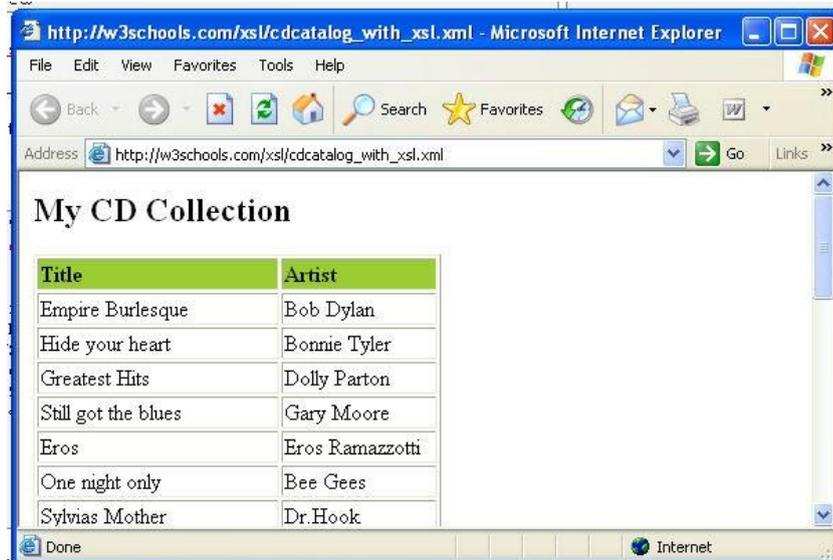 http://w3schools.com/xsl/cdcatalog_with_xsl.xml - Microsoft Internet Explorer
File Edit View Favorites Tools Help
Back Search Favorites W »
Address http://w3schools.com/xsl/cdcatalog_with_xsl.xml Go Links »
My CD Collection
Title Artist
Empire Burlesque Bob Dylan
Hide your heart Bonnie Tyler
Greatest Hits Dolly Parton
Still got the blues Gary Moore
Eros Eros Ramazzotti
One night only Bee Gees
Sylvias Mother Dr.Hook
Done Internet